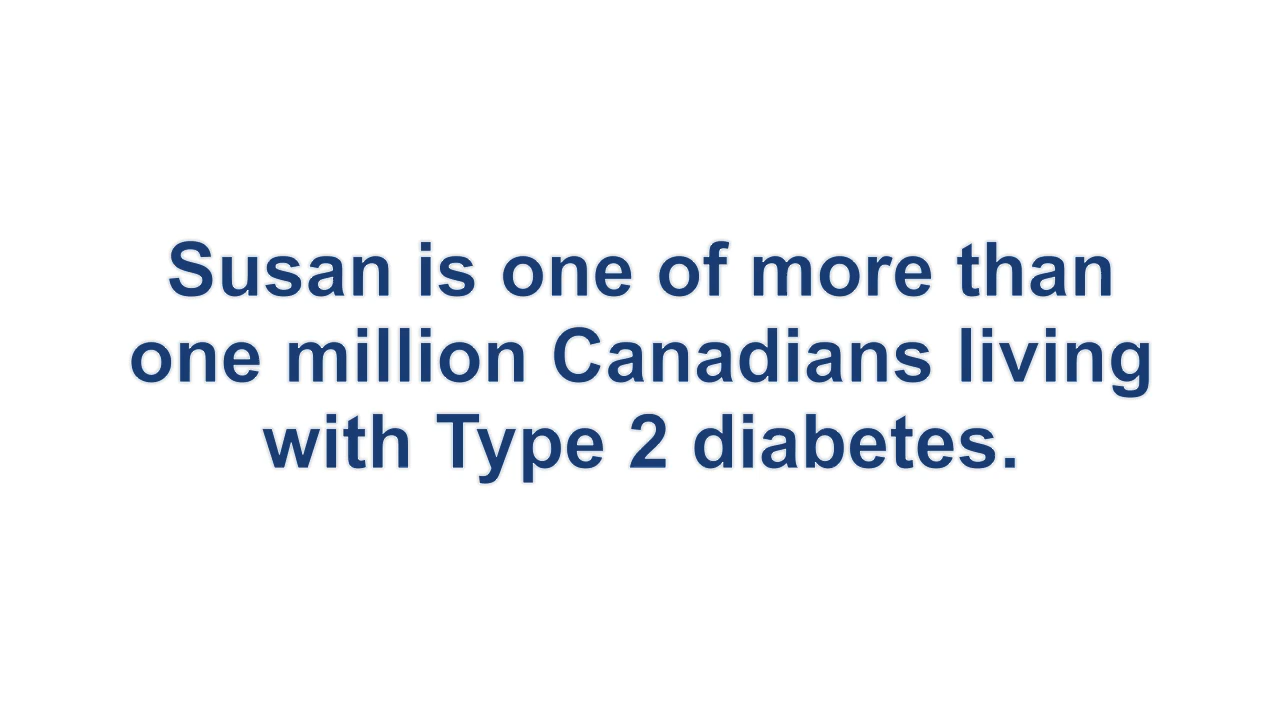 Susan is one of more than
one million Canadians living
with Type 2 diabetes.